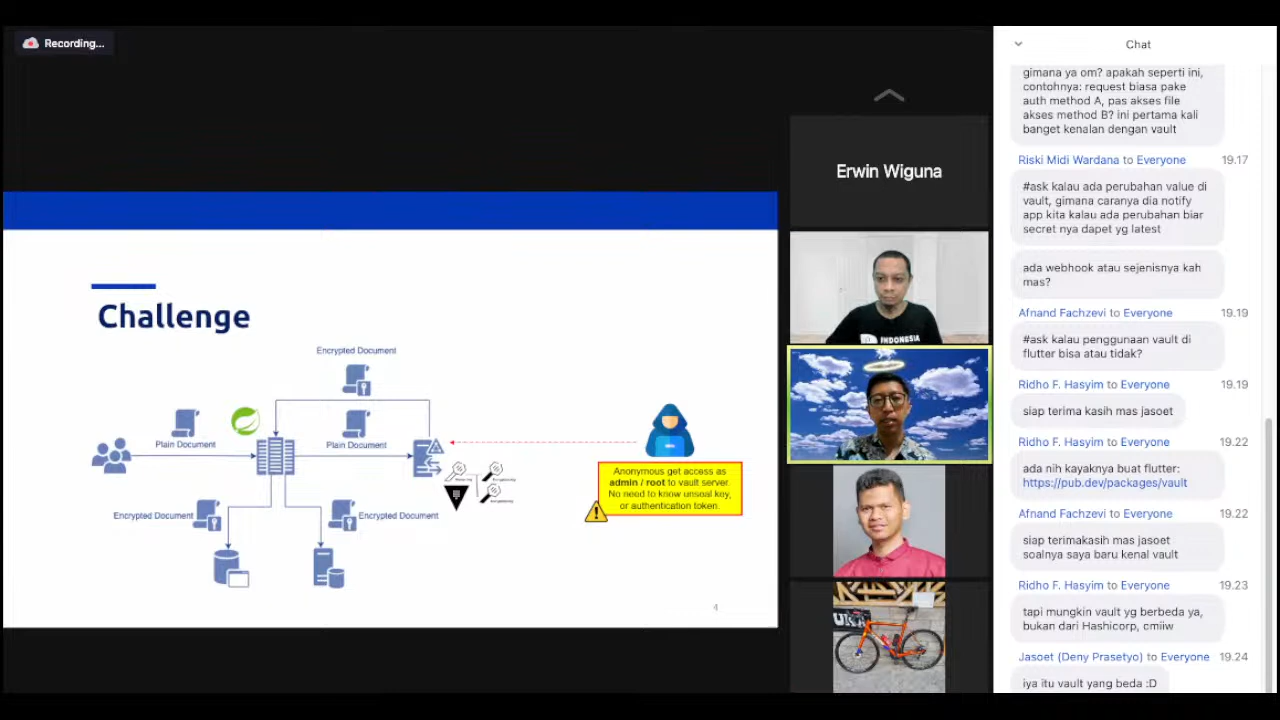 Recording...
Challenge
Encrypted Document
Plain Document
Plain Document
Encrypted Document
Encrypted Document
Anonymous get access as
admin / root to vault server.
No need to know unseal key,
or authentication token.
4
Erwin Wiguna
INDONESIA
Chat
gimana ya om? apakah seperti ini,
contohnya: request biasa pake
auth method A, pas akses file
akses method B? ini pertama kali
banget kenalan dengan vault
Riski Midi Wardana to Everyone 19.17
#ask kalau ada perubahan value di
vault, gimana caranya dia notify
app kita kalau ada perubahan biar
secret nya dapet yg latest
ada webhook atau sejenisnya kah
mas?
Afnand Fachzevi to Everyone 19.19
#ask kalau penggunaan vault di
flutter bisa atau tidak?
Ridho F. Hasyim to Everyone 19.19
siap terima kasih mas jasoet
Ridho F. Hasyim to Everyone 19.22
ada nih kayaknya buat flutter:
https://pub.dev/packages/vault
Afnand Fachzevi to Everyone 19.22
siap terimakasih mas jasoet
soalnya saya baru kenal vault
Ridho F. Hasyim to Everyone 19.23
tapi mungkin vault yg berbeda ya,
bukan dari Hashicorp, cmiiw
Jasoet (Deny Prasetyo) to Everyone 19.24
iya itu vault yang beda :D